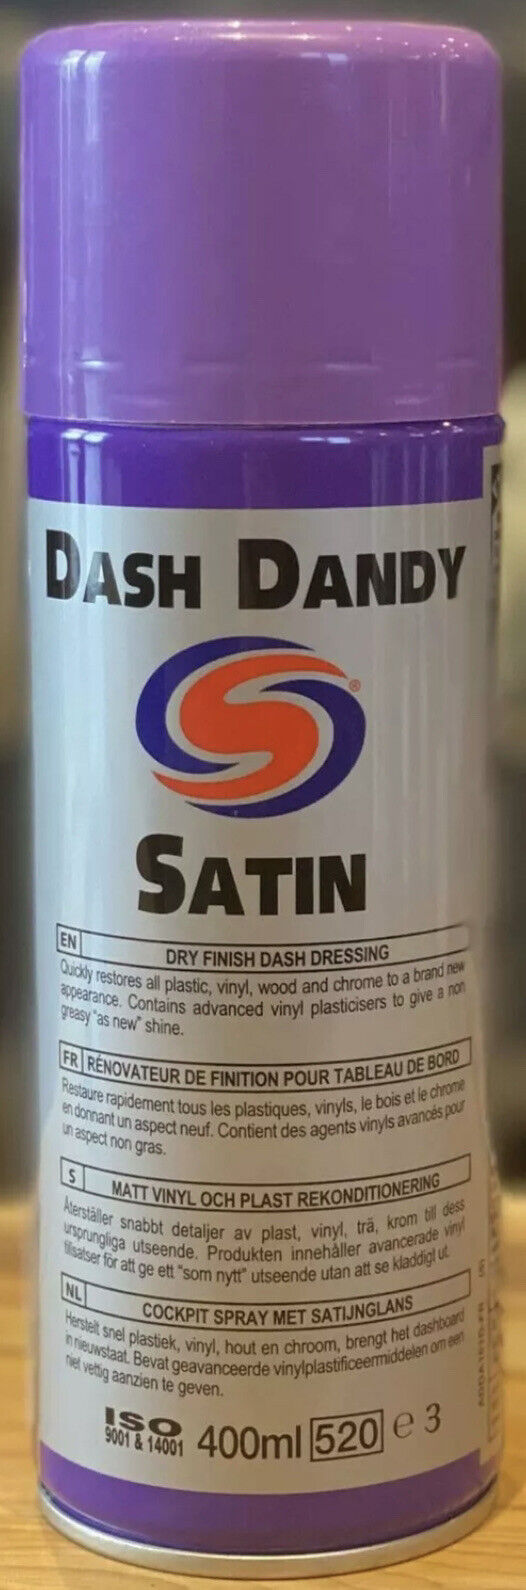 DASH DANDY
®
SATIN
EN DRY FINISH DASH DRESSING
Quickly restores all plastic, vinyl, wood and chrome to a brand new
appearance. Contains advanced vinyl plasticisers to give a non
greasy "as new" shine.
FR RÉNOVATEUR DE FINITION POUR TABLEAU DE BORD
Restaure rapidement tous les plastiques, vinyls, le bois et le chrome
en donnant un aspect neuf. Contient des agents vinyls avancés pour
un aspect non gras.
S MATT VINYL OCH PLAST REKONDITIONERING
Återställer snabbt detaljer av plast, vinyl, trä, krom till dess
ursprungliga utseende. Produkten innehåller avancerade vinyl
tillsatser för att ge ett "som nytt" utseende utan att se kladdigt ut.
NL COCKPIT SPRAY MET SATIJNGLANS
Herstelt snel plastiek, vinyl, hout en chroom, brengt het dashboard
in nieuwstaat. Bevat geavanceerde vinylplastificeermiddelen om een
niet vettig aanzien te geven.
ISO
9001 & 14001
400ml 520 e 3